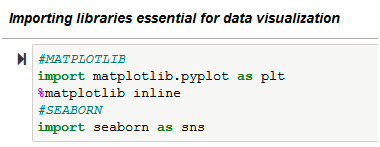 Importing libraries essential for data visualization
#MATPLOTLIB
import matplotlib.pyplot as plt
%matplotlib inline
#SEABORN
import seaborn as sns